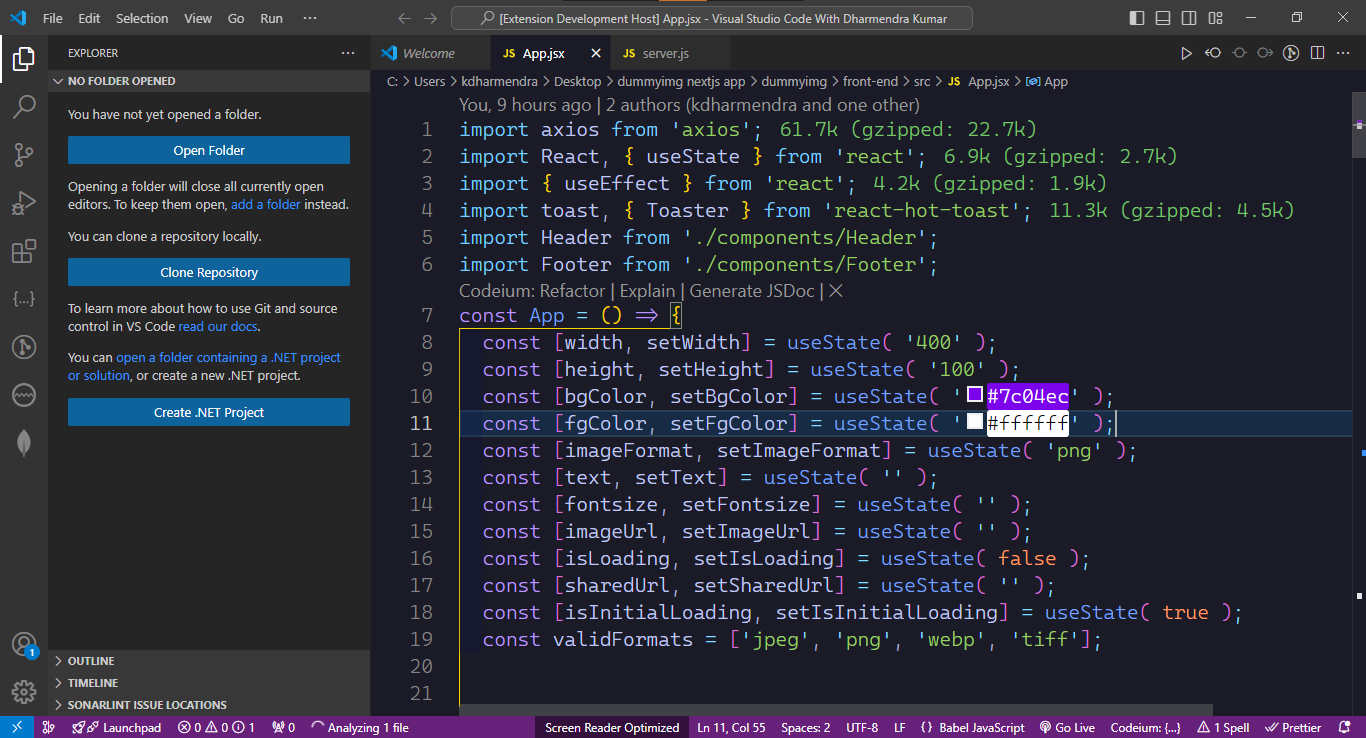 File Edit Selection View Go Run ···
[Extension Development Host] App.jsx - Visual Studio Code With Dharmendra Kumar
EXPLORER ···
NO FOLDER OPENED
You have not yet opened a folder.
Open Folder
Opening a folder will close all currently open
editors. To keep them open, add a folder instead.
You can clone a repository locally.
Clone Repository
To learn more about how to use Git and source
control in VS Code read our docs.
You can open a folder containing a .NET project
or solution, or create a new .NET project.
Create .NET Project
OUTLINE
TIMELINE
SONARLINT ISSUE LOCATIONS
1
Welcome JS App.jsx JS server.js
C: > Users > kdharmendra > Desktop > dummyimg nextjs app > dummyimg > front-end > src > JS App.jsx > App
You, 9 hours ago | 2 authors (kdharmendra and one other)
1 import axios from 'axios'; 61.7k (gzipped: 22.7k)
2 import React, { useState } from 'react'; 6.9k (gzipped: 2.7k)
3 import { useEffect } from 'react'; 4.2k (gzipped: 1.9k)
4 import toast, { Toaster } from 'react-hot-toast'; 11.3k (gzipped: 4.5k)
5 import Header from './components/Header';
6 import Footer from './components/Footer';
Codeium: Refactor | Explain | Generate JSDoc | ✕
7 const App = () => {
8 const [width, setWidth] = useState( '400' );
9 const [height, setHeight] = useState( '100' );
10 const [bgColor, setBgColor] = useState( '#7c04ec' );
11 const [fgColor, setFgColor] = useState( '#ffffff' );
12 const [imageFormat, setImageFormat] = useState( 'png' );
13 const [text, setText] = useState( '' );
14 const [fontsize, setFontsize] = useState( '' );
15 const [imageUrl, setImageUrl] = useState( '' );
16 const [isLoading, setIsLoading] = useState( false );
17 const [sharedUrl, setSharedUrl] = useState( '' );
18 const [isInitialLoading, setIsInitialLoading] = useState( true );
19 const validFormats = ['jpeg', 'png', 'webp', 'tiff'];
20
21
Launchpad 0 0 1 0 Analyzing 1 file Screen Reader Optimized Ln 11, Col 55 Spaces: 2 UTF-8 LF {} Babel JavaScript Go Live Codeium: {...} 1 Spell Prettier